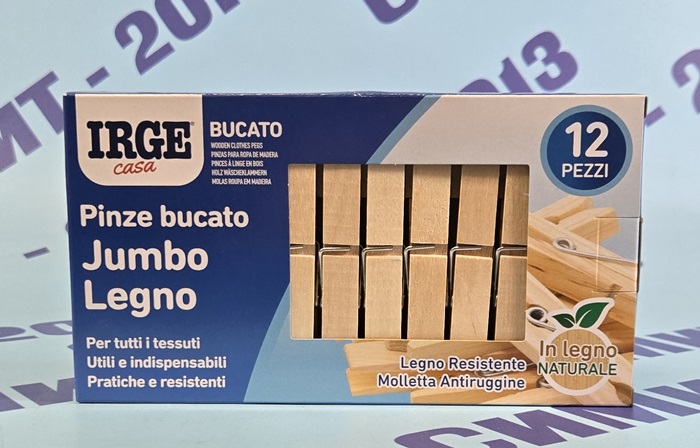 IRGE
casa
BUCATO
WOODEN CLOTHES PEGS
PINZAS PARA ROPA DE MADERA
PINCES À LINGE EN BOIS
HOLZ WÄSCHEKLAMMERN
MOLAS ROUPA EM MADEIRA
12
PEZZI
Pinze bucato
Jumbo
Legno
Per tutti i tessuti
Utili e indispensabili
Pratiche e resistenti
Legno Resistente
Molletta Antiruggine
In legno
NATURALE